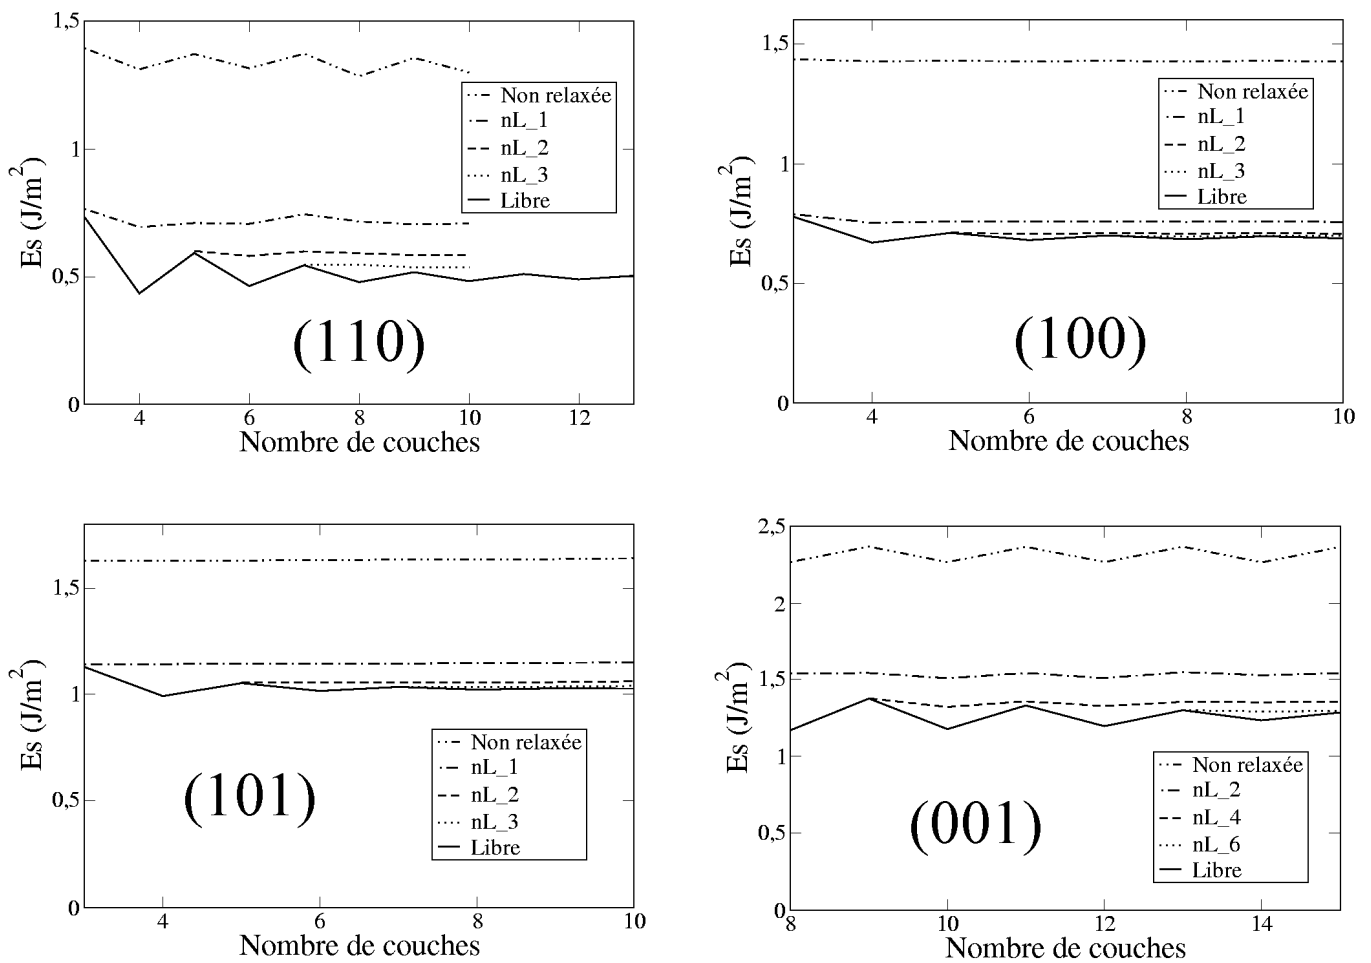 1,5
1
0,5
0
Es (J/m²)
Non relaxée
nL_1
nL_2
nL_3
Libre
(110)
4
6
8
10
12
Nombre de couches
1,5
1
0,5
0
Es (J/m²)
Non relaxée
nL_1
nL_2
nL_3
Libre
(100)
4
6
8
10
Nombre de couches
1,5
1
0,5
0
Es (J/m²)
Non relaxée
nL_1
nL_2
nL_3
Libre
(101)
4
6
8
10
Nombre de couches
2,5
2
1,5
1
0,5
0
Es (J/m²)
Non relaxée
nL_2
nL_4
nL_6
Libre
(001)
8
10
12
14
Nombre de couches